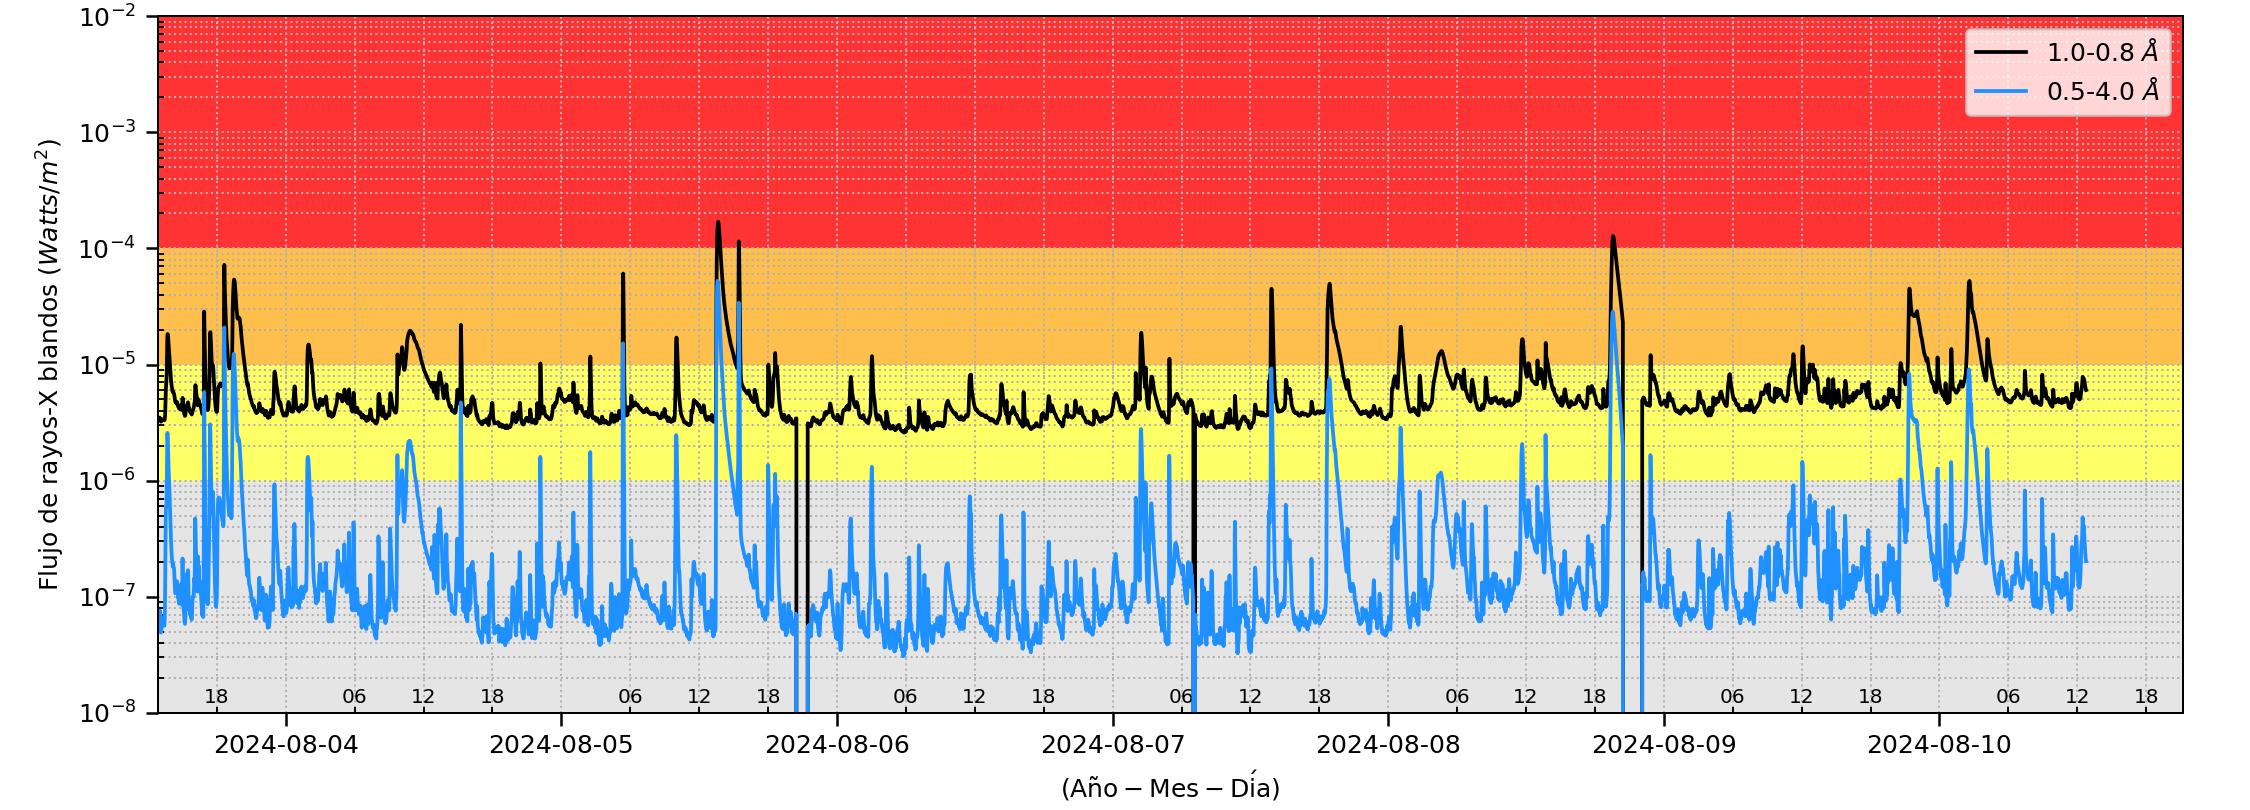 10⁻²
10⁻³
10⁻⁴
10⁻⁵
10⁻⁶
10⁻⁷
10⁻⁸
Flujo de rayos-X blandos (Watts/m²)
1.0-0.8 Å
0.5-4.0 Å
18 06 12 18 06 12 18 06 12 18 06 12 18 06 12 18 06 12 18 06 12 18
2024-08-04 2024-08-05 2024-08-06 2024-08-07 2024-08-08 2024-08-09 2024-08-10
(Año − Mes − Día)